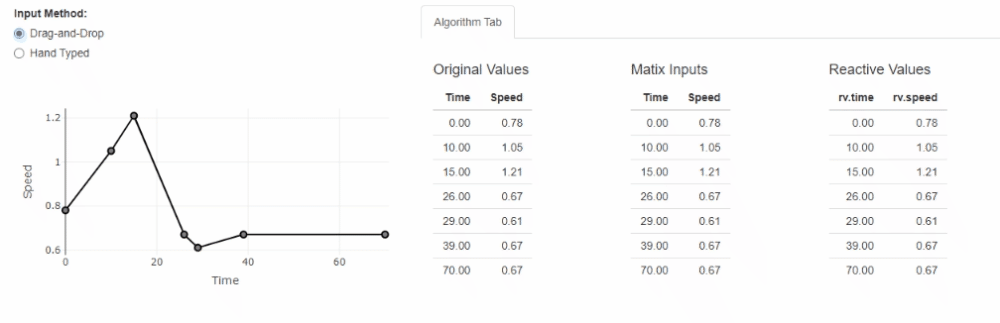 Input Method:
Drag-and-Drop
Hand Typed
1.2
1
0.8
0.6
Speed
0
20
40
60
Time
Algorithm Tab
Original Values
Time Speed
0.00 0.78
10.00 1.05
15.00 1.21
26.00 0.67
29.00 0.61
39.00 0.67
70.00 0.67
Matix Inputs
Time Speed
0.00 0.78
10.00 1.05
15.00 1.21
26.00 0.67
29.00 0.61
39.00 0.67
70.00 0.67
Reactive Values
rv.time rv.speed
0.00 0.78
10.00 1.05
15.00 1.21
26.00 0.67
29.00 0.61
39.00 0.67
70.00 0.67